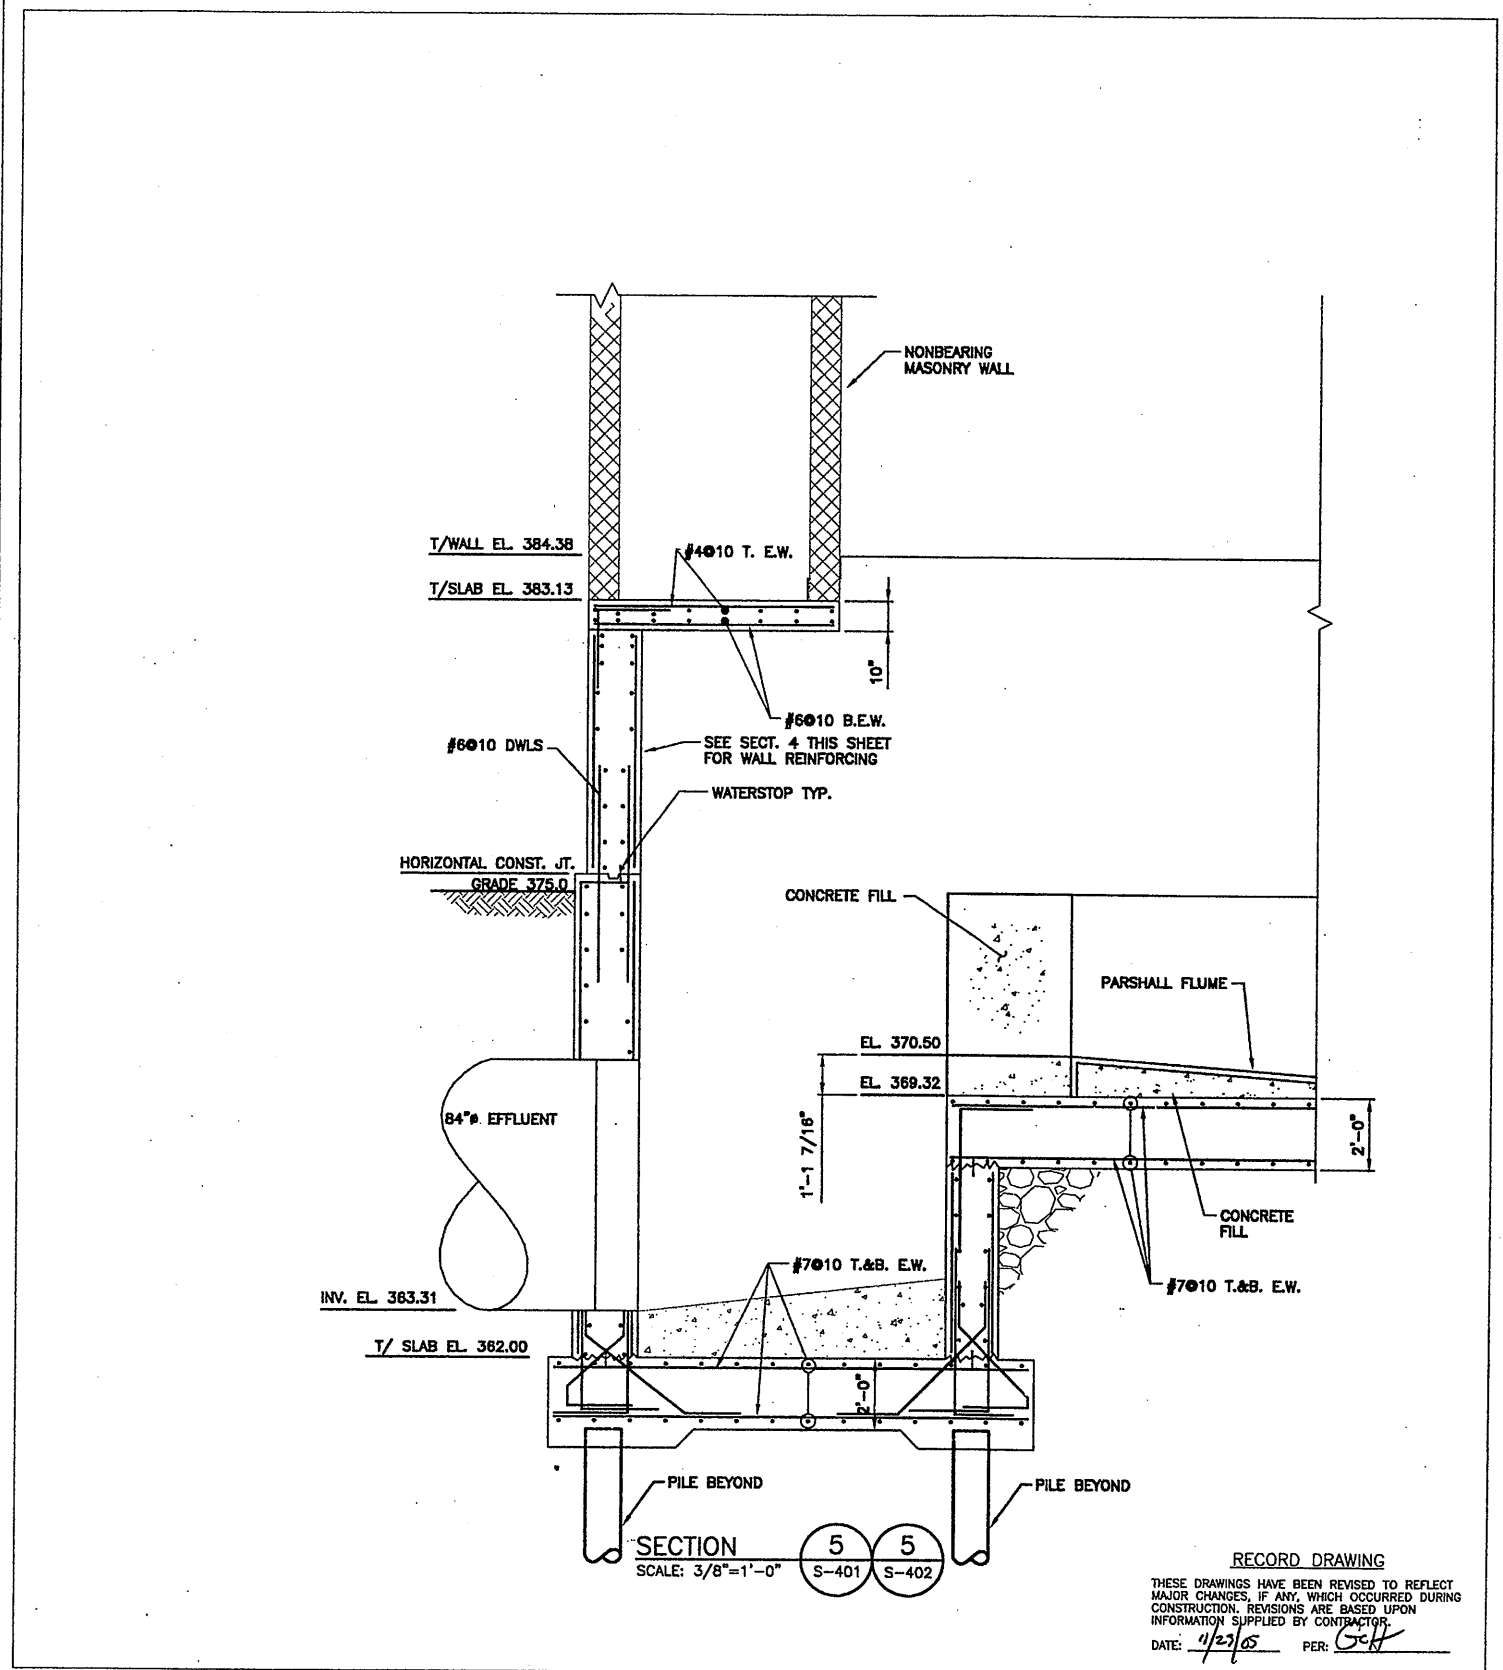 NONBEARING
MASONRY WALL
T/WALL EL. 384.38
#4@10 T. E.W.
T/SLAB EL. 383.13
10"
#6@10 B.E.W.
#6@10 DWLS
SEE SECT. 4 THIS SHEET
FOR WALL REINFORCING
WATERSTOP TYP.
HORIZONTAL CONST. JT.
GRADE 375.0
CONCRETE FILL
PARSHALL FLUME
EL. 370.50
EL. 369.32
84"ø EFFLUENT
1'-1 7/16"
2'-0"
CONCRETE
FILL
#7@10 T.&B. E.W.
#7@10 T.&B. E.W.
INV. EL. 363.31
T/ SLAB EL. 362.00
2'-0"
PILE BEYOND
PILE BEYOND
SECTION
SCALE: 3/8"=1'-0"
5
S-401
5
S-402
RECORD DRAWING
THESE DRAWINGS HAVE BEEN REVISED TO REFLECT
MAJOR CHANGES, IF ANY, WHICH OCCURRED DURING
CONSTRUCTION. REVISIONS ARE BASED UPON
INFORMATION SUPPLIED BY CONTRACTOR.
DATE: 11/23/05 PER: GCH